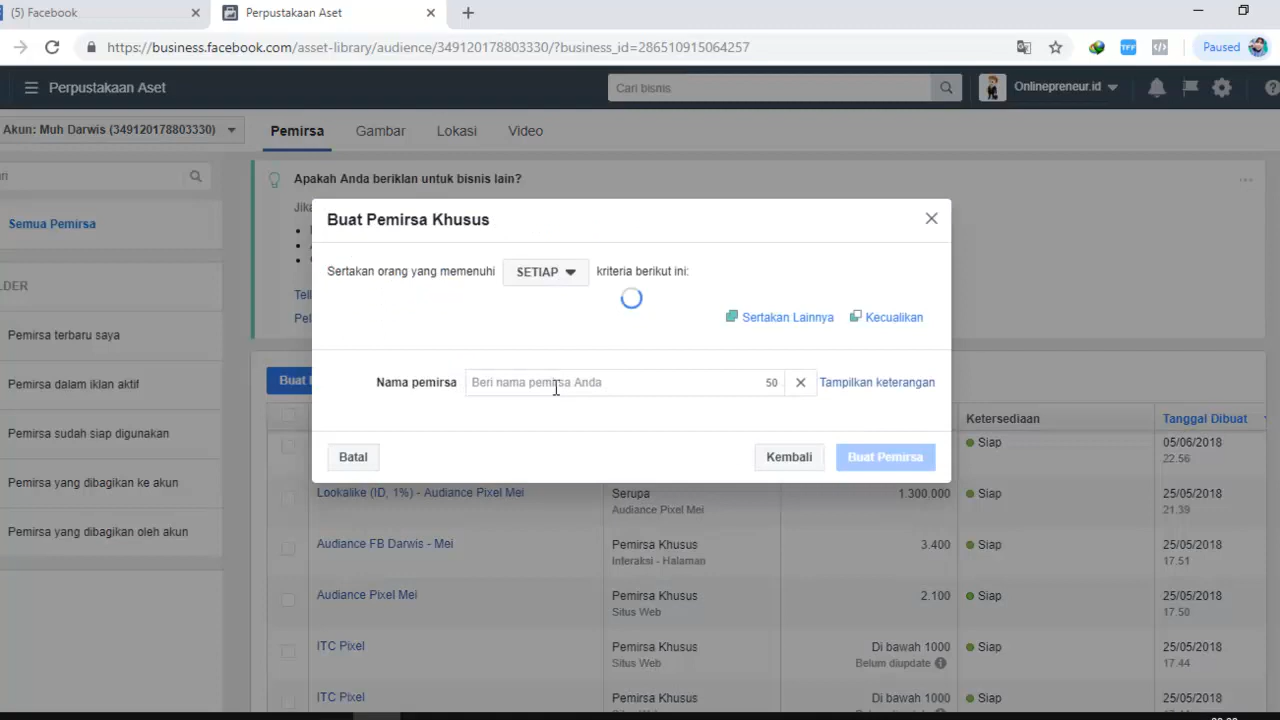 (5) Facebook
Perpustakaan Aset
https://business.facebook.com/asset-library/audience/349120178803330/?business_id=286510915064257
TFF
Paused
Perpustakaan Aset
Cari bisnis
Onlinepreneur.id
Akun: Muh Darwis (349120178803330)
Pemirsa
Gambar
Lokasi
Video
Semua Pemirsa
LDER
Pemirsa terbaru saya
Pemirsa dalam iklan aktif
Pemirsa sudah siap digunakan
Pemirsa yang dibagikan ke akun
Pemirsa yang dibagikan oleh akun
Apakah Anda beriklan untuk bisnis lain?
Jika
Buat Pemirsa Khusus
Sertakan orang yang memenuhi SETIAP kriteria berikut ini:
Sertakan Lainnya Kecualikan
Nama pemirsa Beri nama pemirsa Anda 50 Tampilkan keterangan
Batal Kembali Buat Pemirsa
Ketersediaan Tanggal Dibuat
Siap 05/06/2018
22.56
Lookalike (ID, 1%) - Audiance Pixel Mei Serupa 1.300.000 Siap 25/05/2018
Audiance Pixel Mei 21.39
Audiance FB Darwis - Mei Pemirsa Khusus 3.400 Siap 25/05/2018
Interaksi - Halaman 17.51
Audiance Pixel Mei Pemirsa Khusus 2.100 Siap 25/05/2018
Situs Web 17.50
ITC Pixel Pemirsa Khusus Di bawah 1000 Siap 25/05/2018
Situs Web Belum diupdate 17.44
ITC Pixel Pemirsa Khusus Di bawah 1000 Siap 25/05/2018